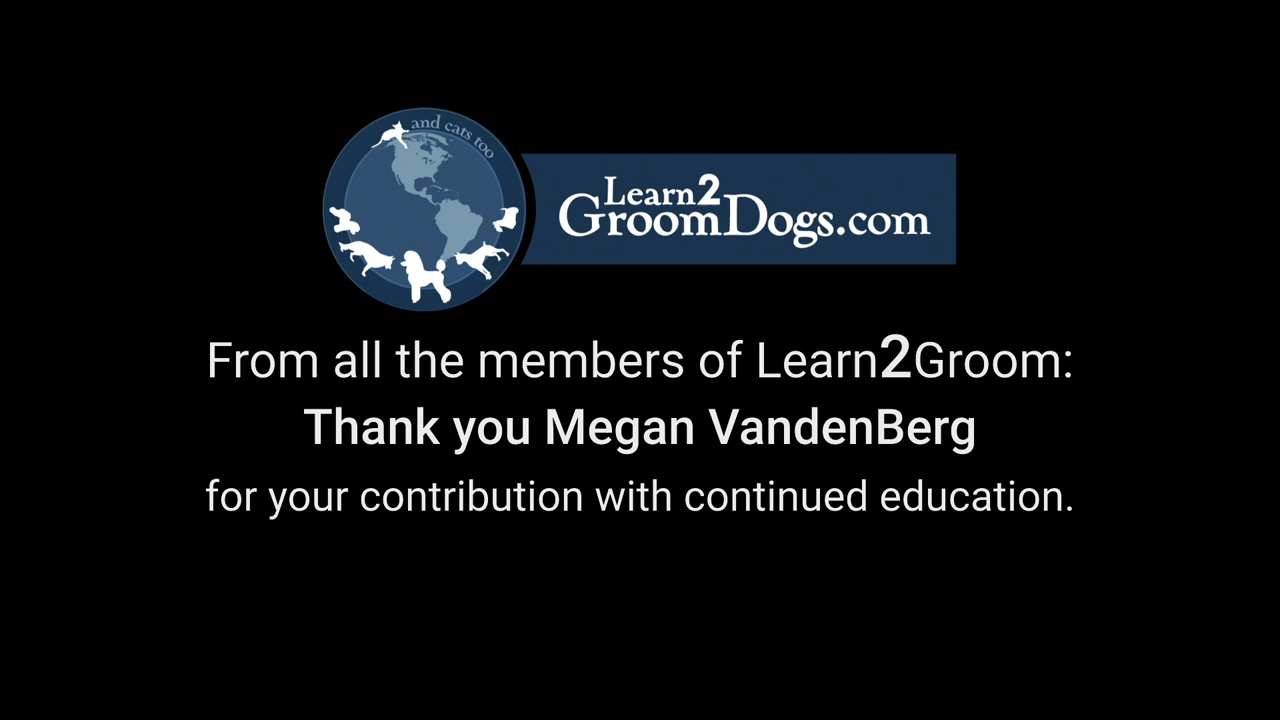 and cats too
Learn2
GroomDogs.com
From all the members of Learn2Groom:
Thank you Megan VandenBerg
for your contribution with continued education.